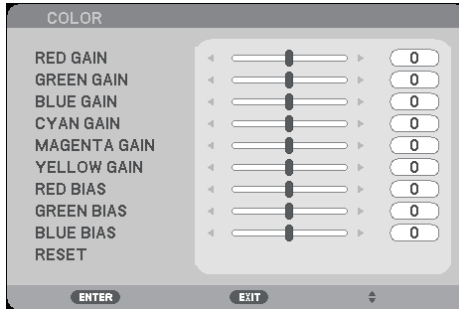 COLOR
RED GAIN 0
GREEN GAIN 0
BLUE GAIN 0
CYAN GAIN 0
MAGENTA GAIN 0
YELLOW GAIN 0
RED BIAS 0
GREEN BIAS 0
BLUE BIAS 0
RESET
ENTER EXIT